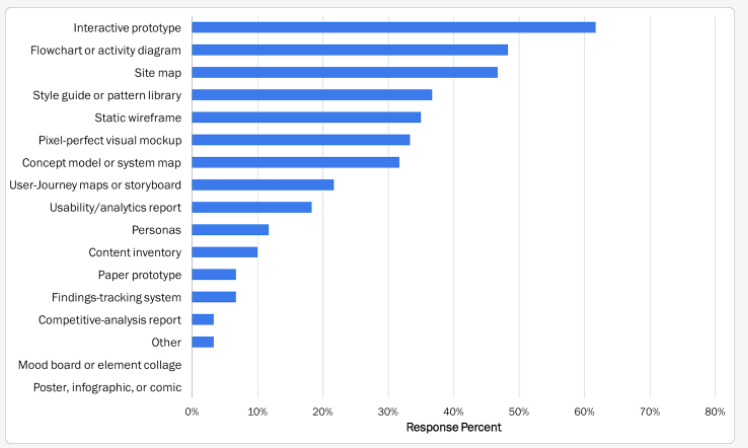 Interactive prototype
Flowchart or activity diagram
Site map
Style guide or pattern library
Static wireframe
Pixel-perfect visual mockup
Concept model or system map
User-Journey maps or storyboard
Usability/analytics report
Personas
Content inventory
Paper prototype
Findings-tracking system
Competitive-analysis report
Other
Mood board or element collage
Poster, infographic, or comic
0% 10% 20% 30% 40% 50% 60% 70% 80%
Response Percent